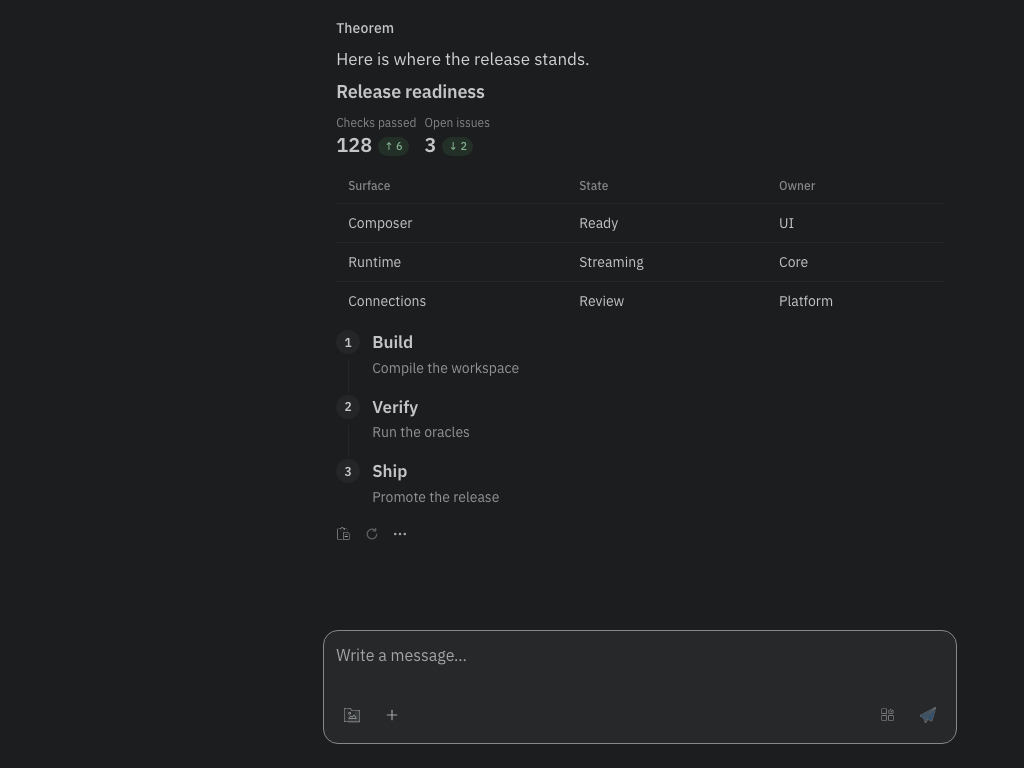 Theorem
Here is where the release stands.
Release readiness
Checks passed Open issues
128 ↑ 6 3 ↓ 2
Surface State Owner
Composer Ready UI
Runtime Streaming Core
Connections Review Platform
1 Build
Compile the workspace
2 Verify
Run the oracles
3 Ship
Promote the release
Write a message...